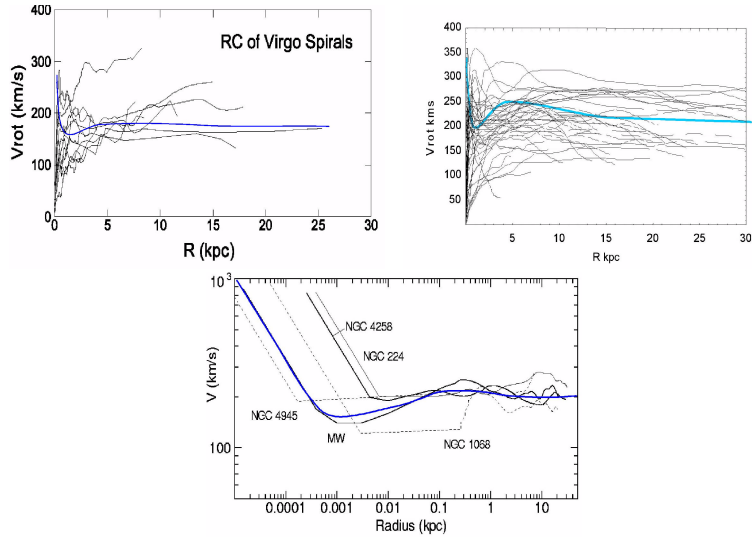 RC of Virgo Spirals
Vrot (km/s)
400
300
200
100
0
0 5 10 15 20 25 30
R (kpc)
Vrot kms
400
350
300
250
200
150
100
50
5 10 15 20 25 30
R kpc
V (km/s)
10³
100
NGC 4258
NGC 224
NGC 4945
MW
NGC 1068
0.0001 0.001 0.01 0.1 1 10
Radius (kpc)